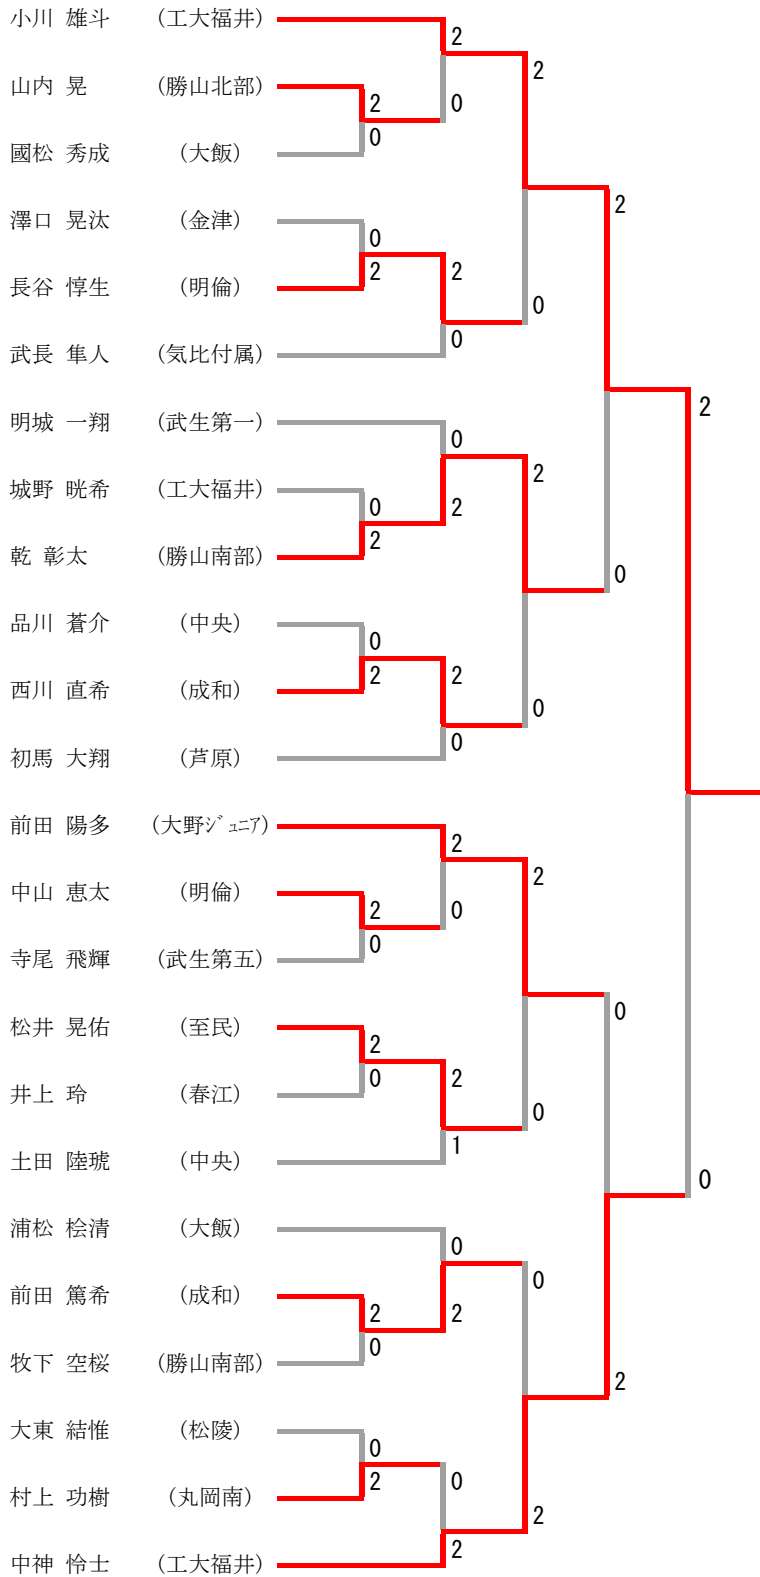 小川 雄斗 (工大福井)
2
2
山内 晃 (勝山北部)
2 0
0
國松 秀成 (大飯)
2
澤口 晃汰 (金津)
0
2 2
長谷 惇生 (明倫)
0
0
武長 隼人 (気比付属)
2
明城 一翔 (武生第一)
0
2
城野 晄希 (工大福井)
0 2
2
乾 彰太 (勝山南部)
0
品川 蒼介 (中央)
0
2 2
西川 直希 (成和)
0
0
初馬 大翔 (芦原)
前田 陽多 (大野ジュニア)
2
2
中山 恵太 (明倫)
2 0
0
寺尾 飛輝 (武生第五)
0
松井 晃佑 (至民)
2
0 2
井上 玲 (春江)
0
1
土田 陸琥 (中央)
0
浦松 桧清 (大飯)
0
0
前田 篤希 (成和)
2 2
0
牧下 空桜 (勝山南部)
2
大東 結惟 (松陵)
0
2 0
村上 功樹 (丸岡南)
2
2
中神 怜士 (工大福井)